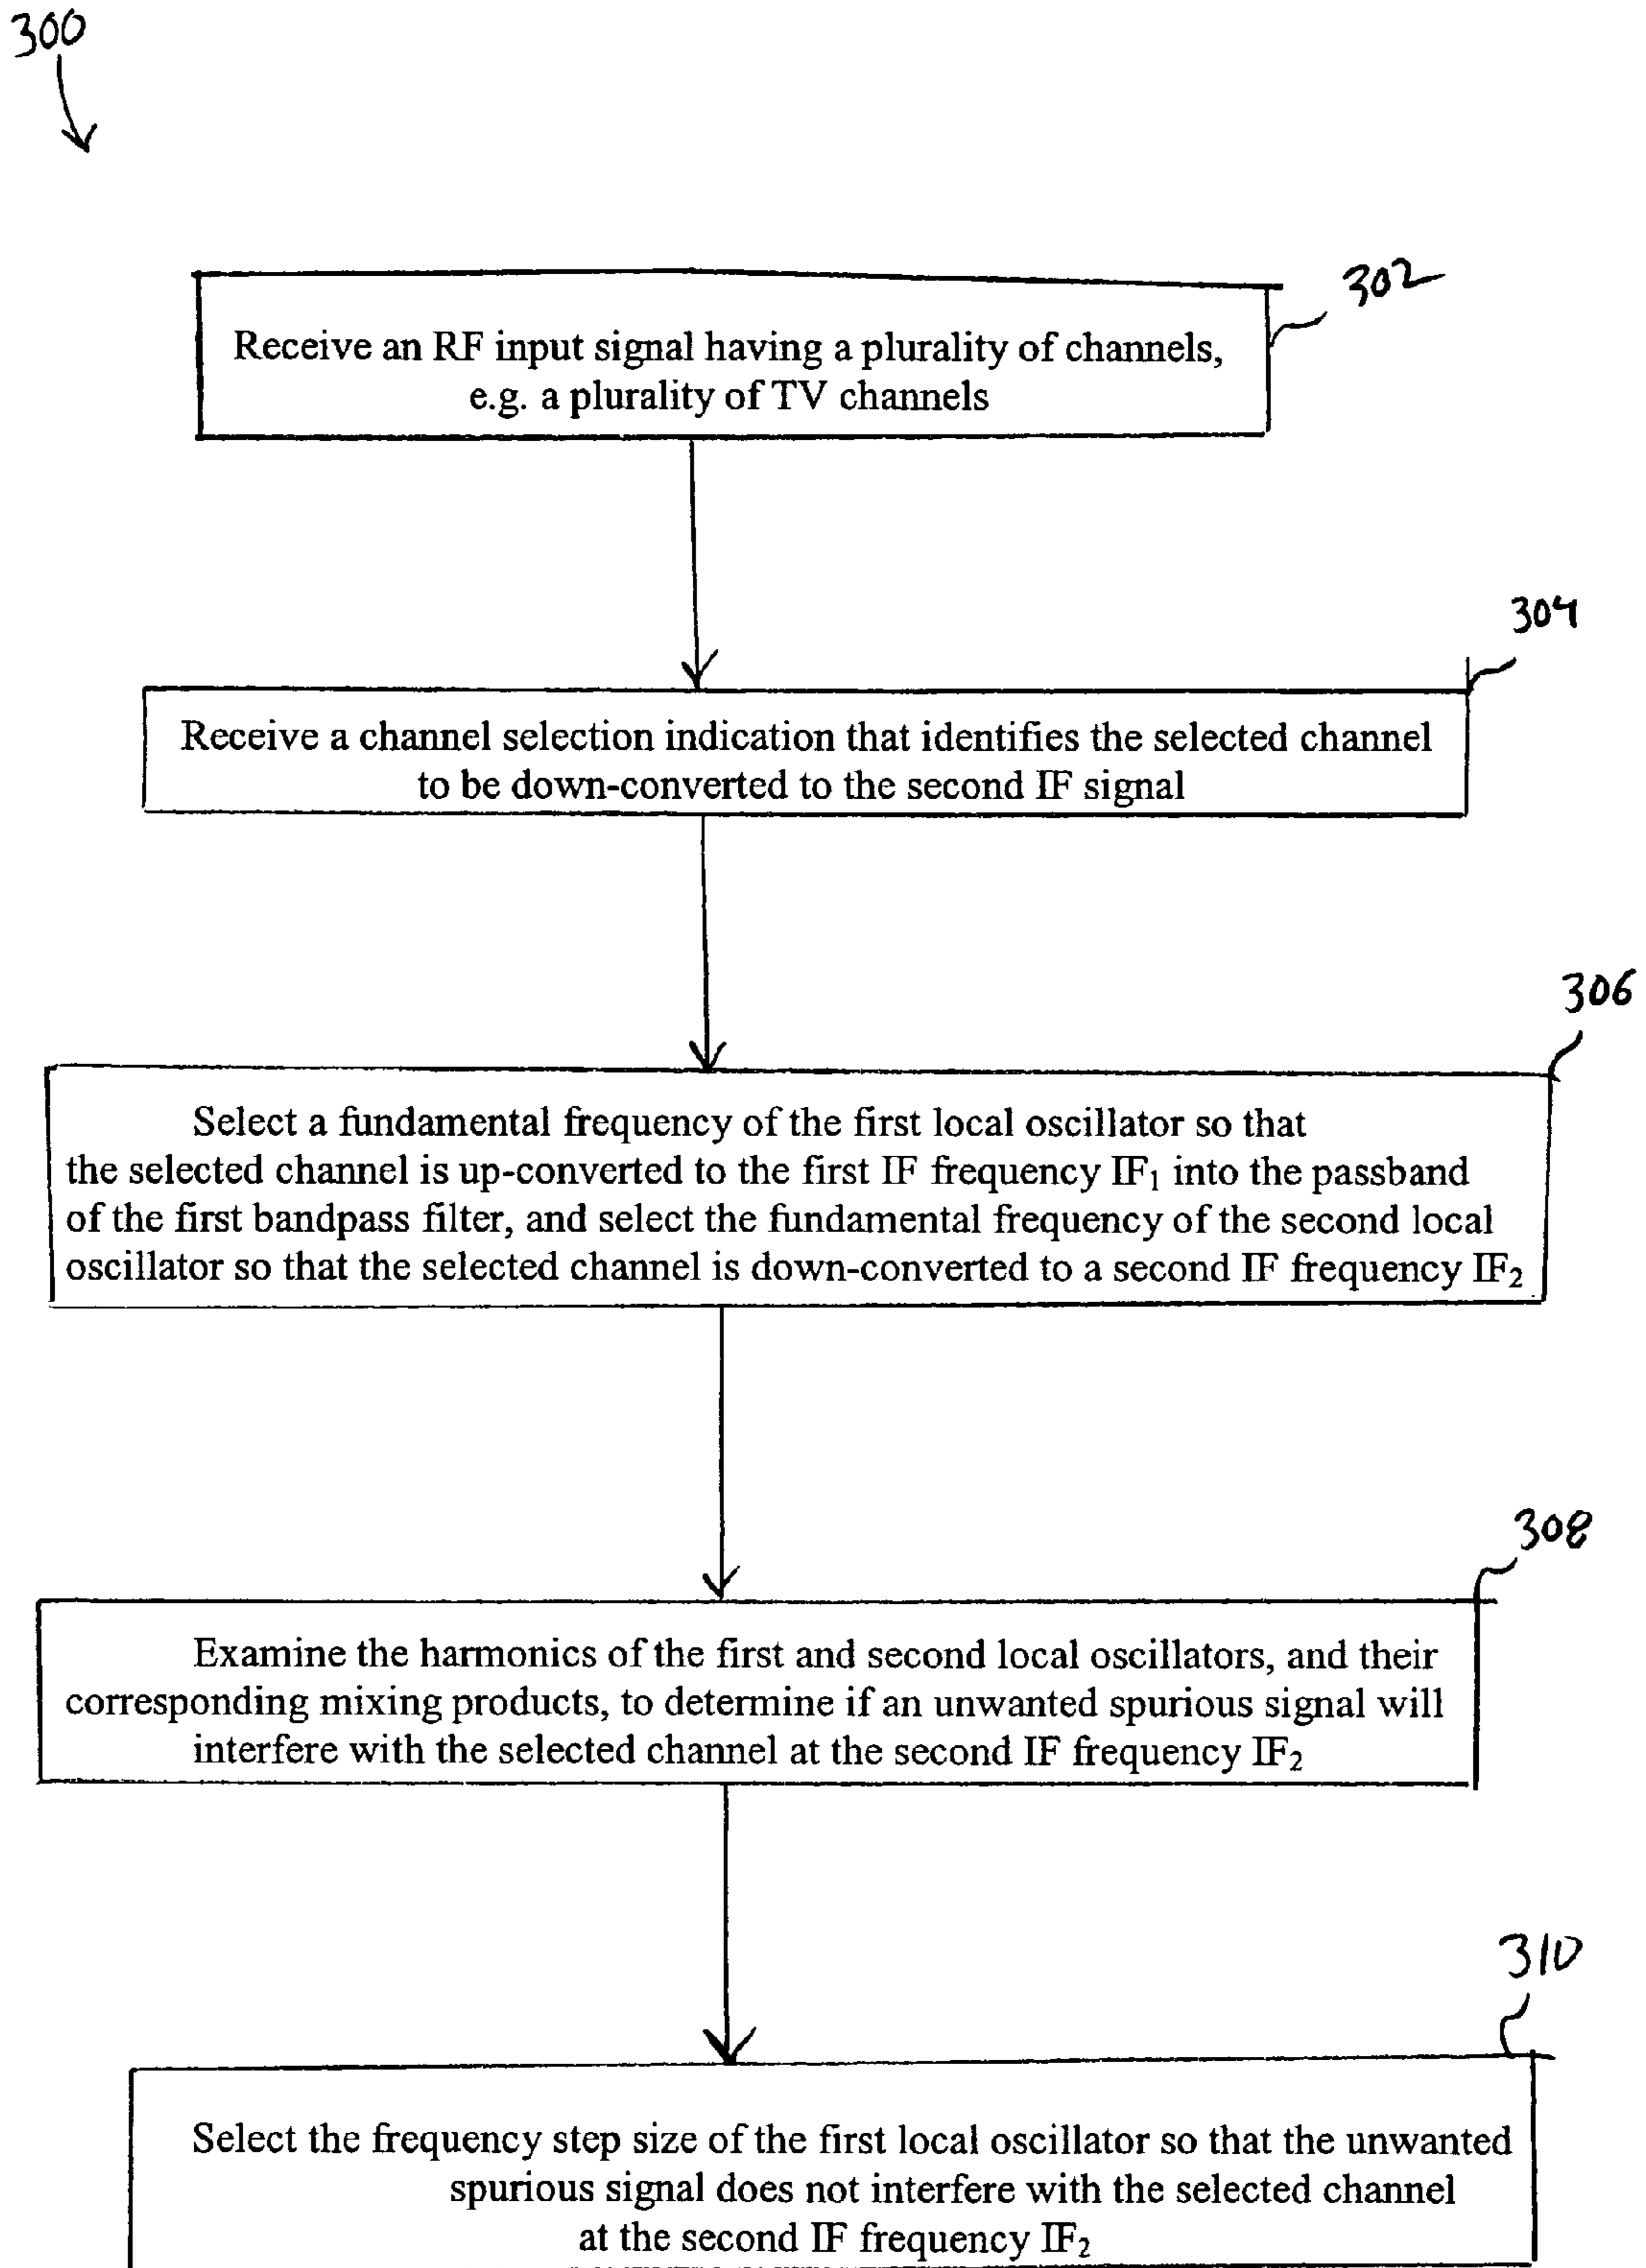 300
302
Receive an RF input signal having a plurality of channels,
e.g. a plurality of TV channels
304
Receive a channel selection indication that identifies the selected channel
to be down-converted to the second IF signal
306
Select a fundamental frequency of the first local oscillator so that
the selected channel is up-converted to the first IF frequency IF₁ into the passband
of the first bandpass filter, and select the fundamental frequency of the second local
oscillator so that the selected channel is down-converted to a second IF frequency IF₂
308
Examine the harmonics of the first and second local oscillators, and their
corresponding mixing products, to determine if an unwanted spurious signal will
interfere with the selected channel at the second IF frequency IF₂
310
Select the frequency step size of the first local oscillator so that the unwanted
spurious signal does not interfere with the selected channel
at the second IF frequency IF₂